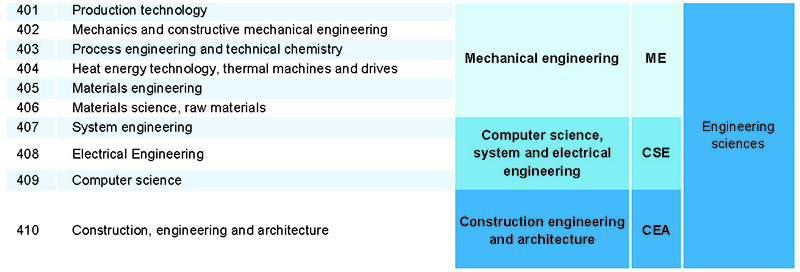 401 Production technology
402 Mechanics and constructive mechanical engineering
403 Process engineering and technical chemistry
404 Heat energy technology, thermal machines and drives
405 Materials engineering
406 Materials science, raw materials
Mechanical engineering ME
407 System engineering
408 Electrical Engineering
409 Computer science
Computer science,
system and electrical
engineering
CSE
410 Construction, engineering and architecture
Construction engineering
and architecture
CEA
Engineering
sciences